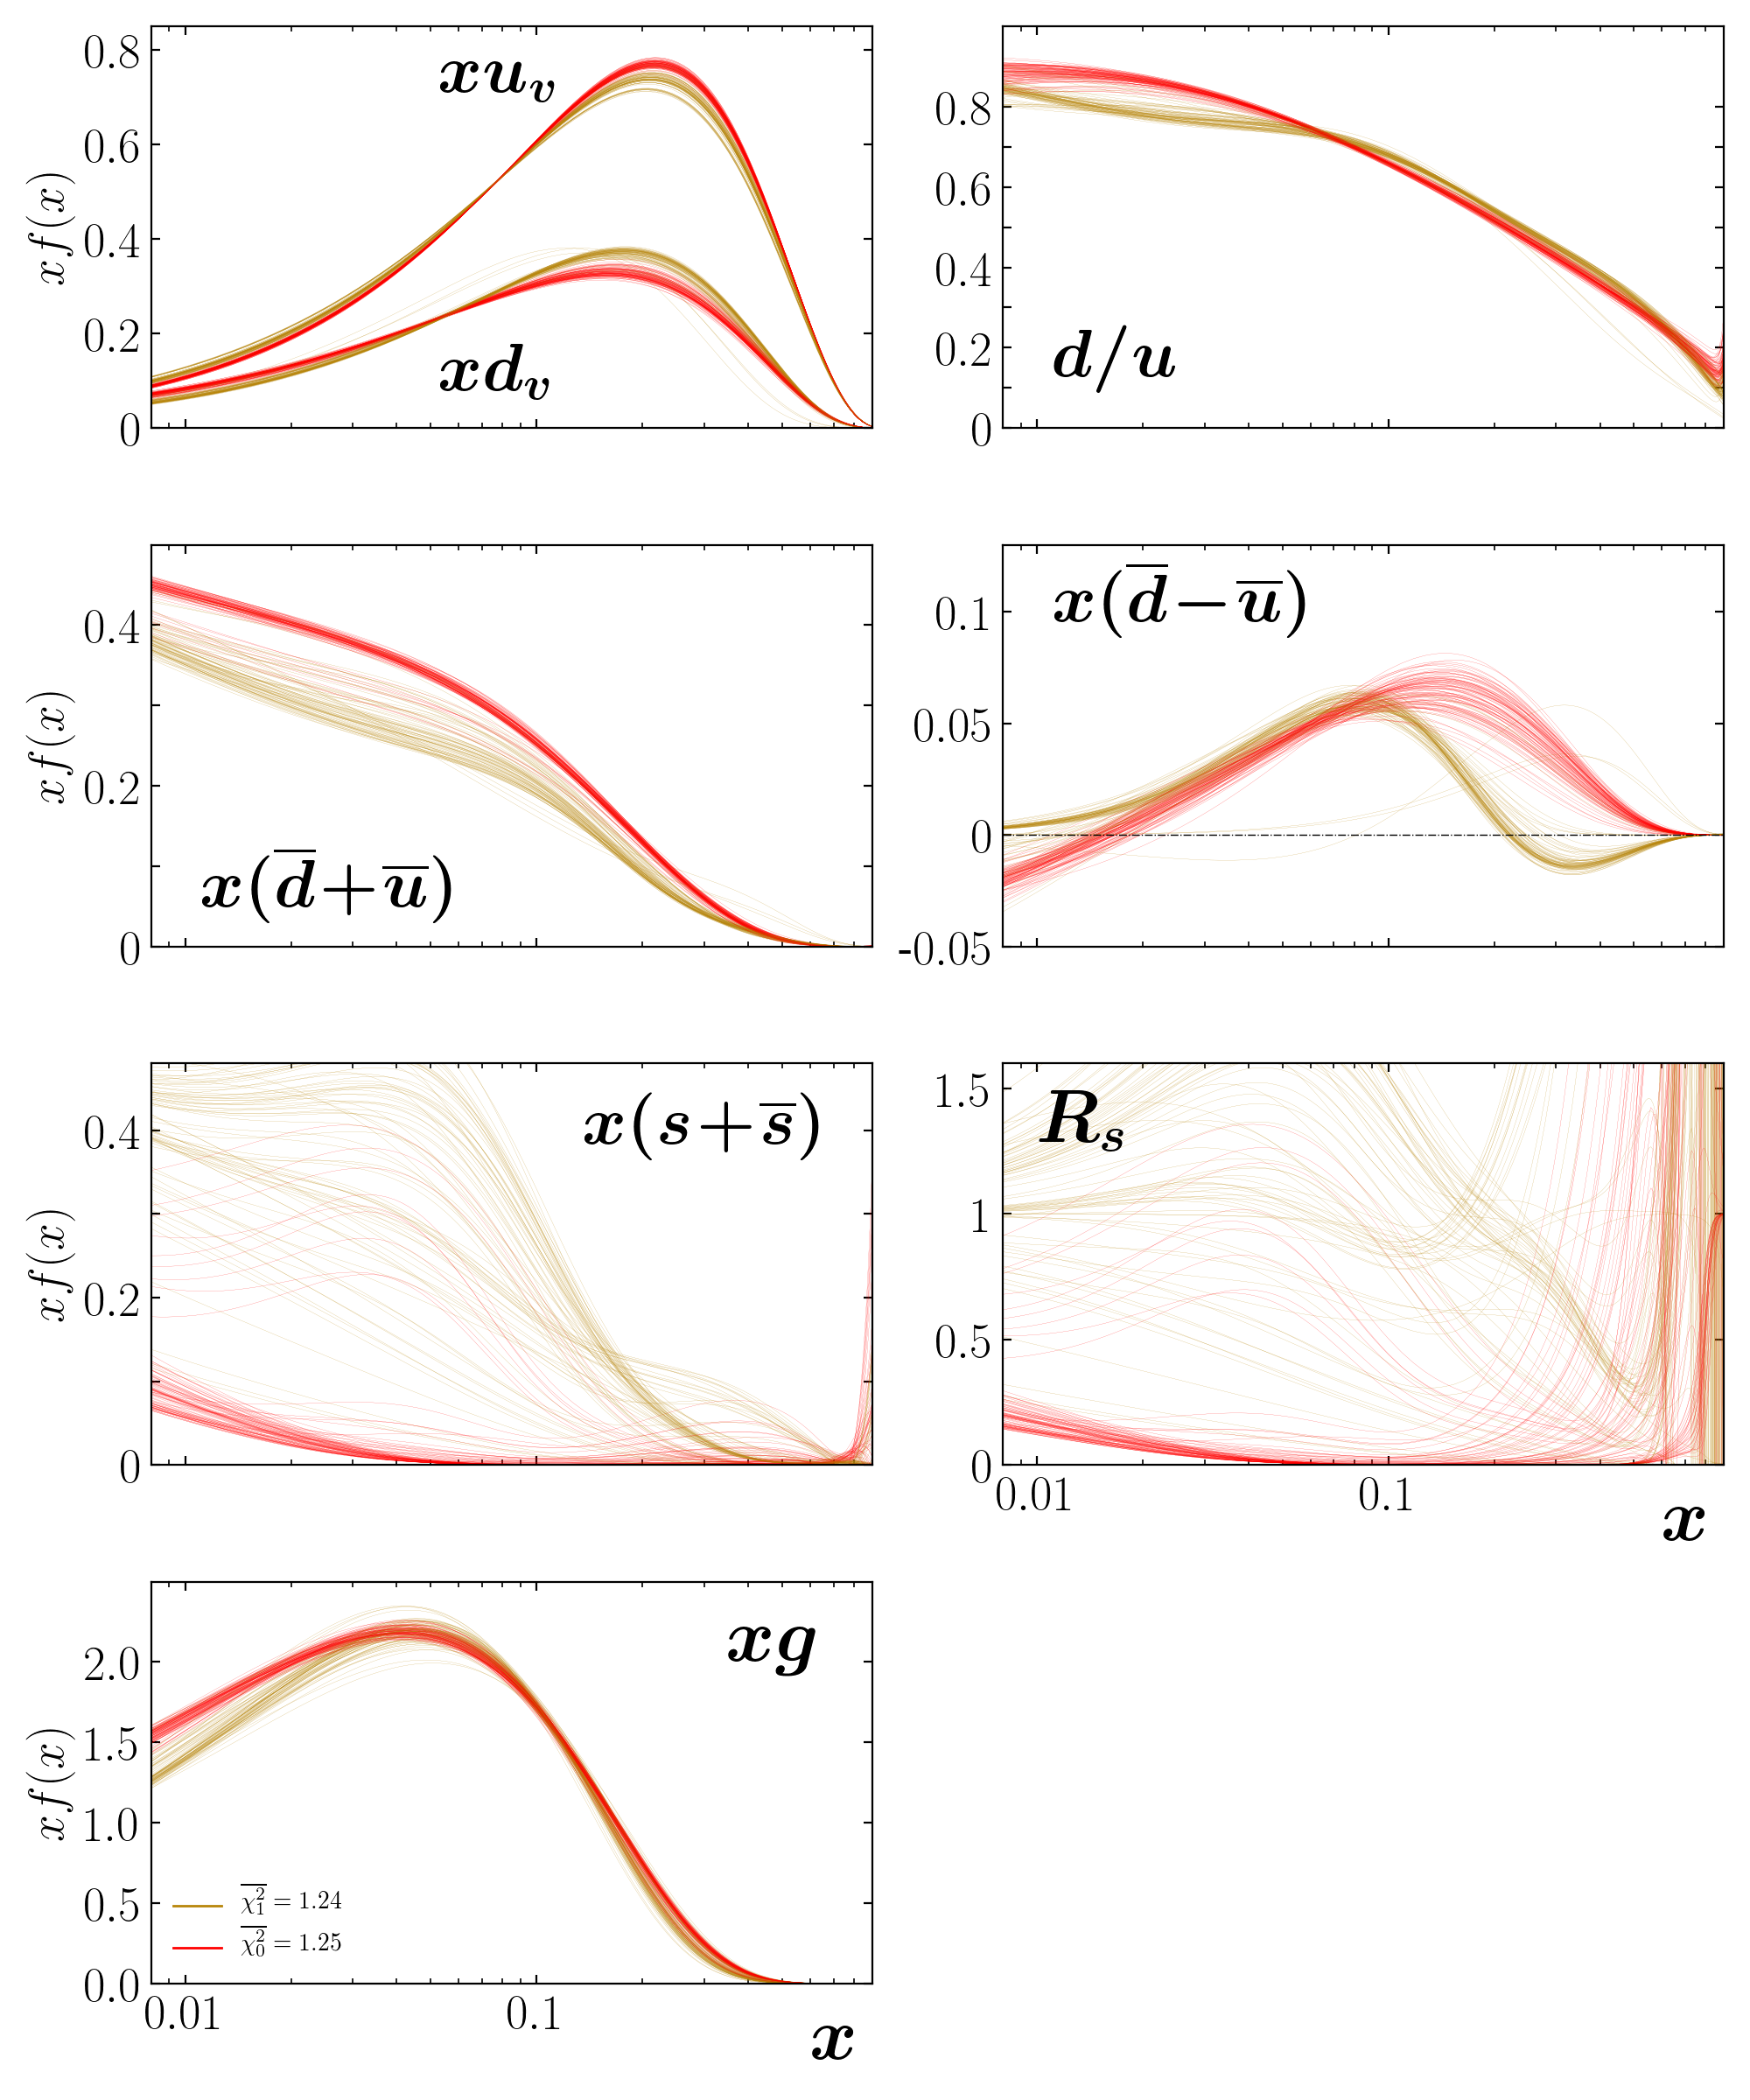 xf(x)
0.8
0.6
0.4
0.2
0
xu_v
xd_v
0.8
0.6
0.4
0.2
0
d/u
xf(x)
0.4
0.2
0
x(d̅+u̅)
0.1
0.05
0
-0.05
x(d̅−u̅)
xf(x)
0.4
0.2
0
x(s+s̅)
1.5
1
0.5
0
R_s
0.01 0.1
x
xf(x)
2.0
1.5
1.0
0.5
0.0
xg
χ̅₁² = 1.24
χ̅₀² = 1.25
0.01 0.1
x